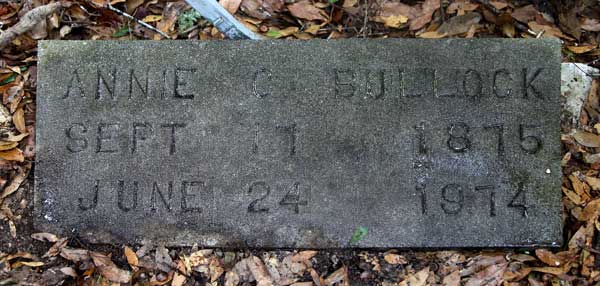 ANNIE C BULLOCK
SEPT 17 1875
JUNE 24 1974